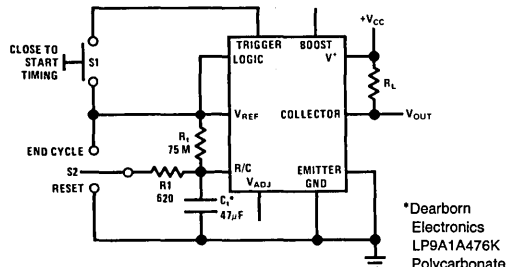 +VCC
CLOSE TO
START
TIMING
S1
TRIGGER
BOOST
LOGIC
V+
RL
VREF
COLLECTOR
VOUT
END CYCLE
Rt
75 M
S2
R/C
EMITTER
RESET
R1
620
VADJ
GND
Ct*
47µF
*Dearborn
Electronics
LP9A1A476K
Polycarbonate